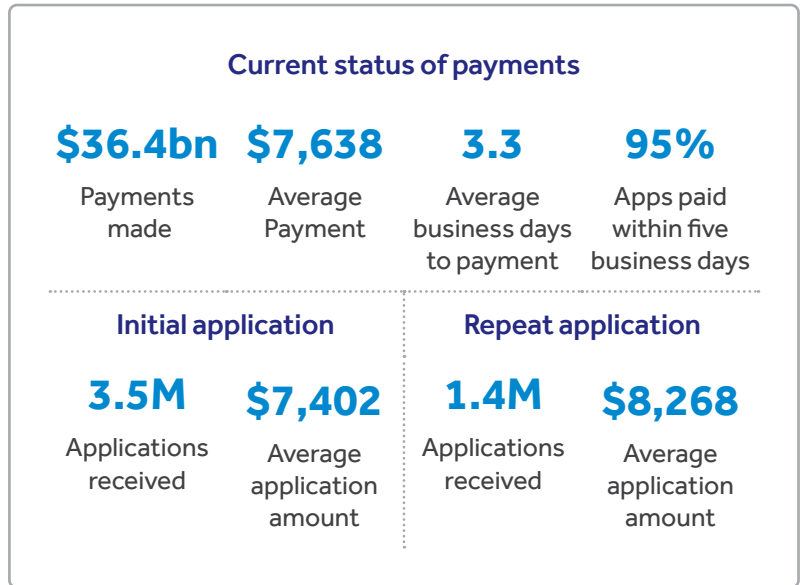 Current status of payments
$36.4bn
Payments
made
$7,638
Average
Payment
3.3
Average
business days
to payment
95%
Apps paid
within five
business days
Initial application
3.5M
Applications
received
$7,402
Average
application
amount
Repeat application
1.4M
Applications
received
$8,268
Average
application
amount